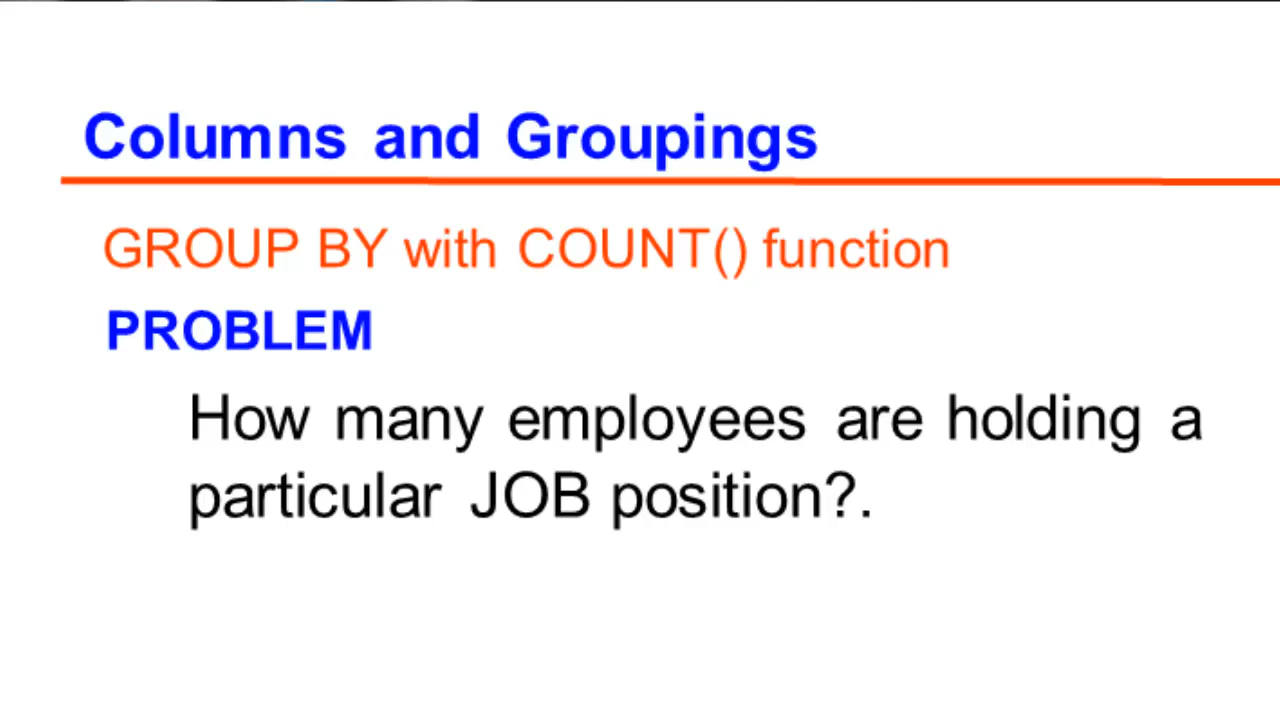 Columns and Groupings
GROUP BY with COUNT() function
PROBLEM
How many employees are holding a
particular JOB position?.